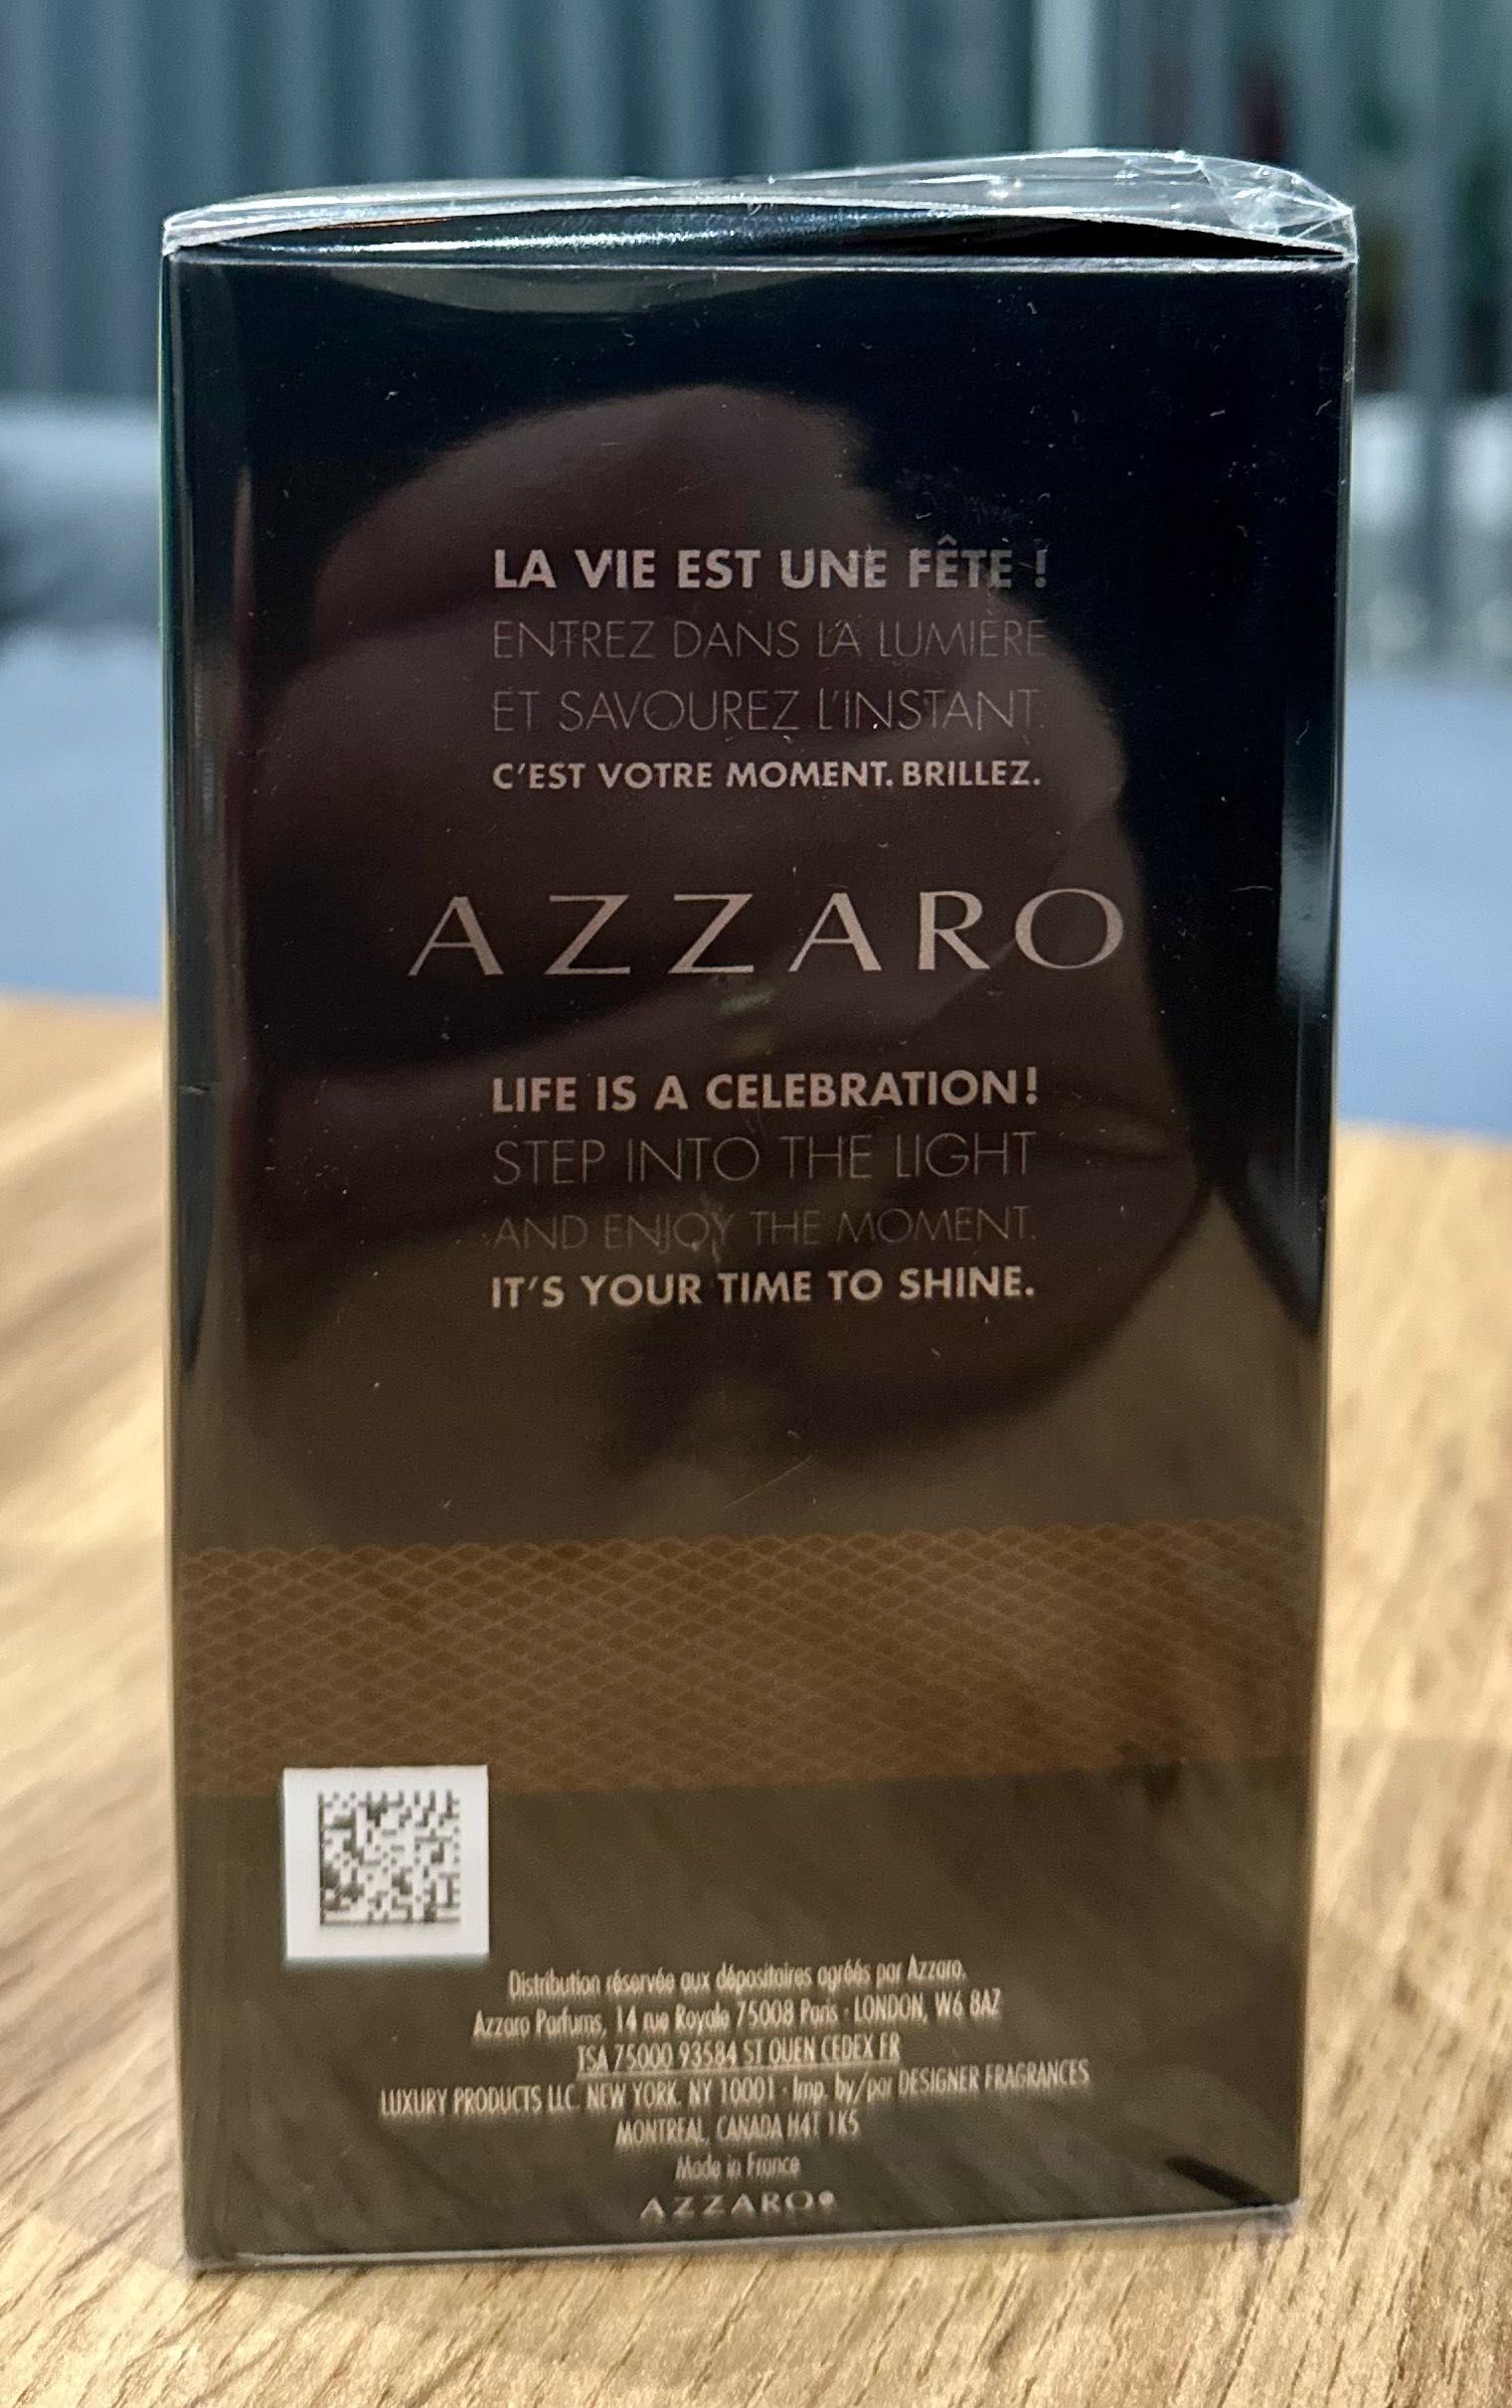 LA VIE EST UNE FÊTE !
ENTREZ DANS LA LUMIÈRE
ET SAVOUREZ L'INSTANT.
C'EST VOTRE MOMENT. BRILLEZ.
AZZARO
LIFE IS A CELEBRATION!
STEP INTO THE LIGHT
AND ENJOY THE MOMENT.
IT'S YOUR TIME TO SHINE.
Distribution réservée aux dépositaires agréés par Azzaro.
Azzaro Parfums, 14 rue Royale 75008 Paris · LONDON, W6 8AZ
TSA 75000 93584 ST OUEN CEDEX FR
LUXURY PRODUCTS LLC. NEW YORK, NY 10001 · Imp. by/par DESIGNER FRAGRANCES
MONTREAL, CANADA H4T 1K5
Made in France
AZZARO®